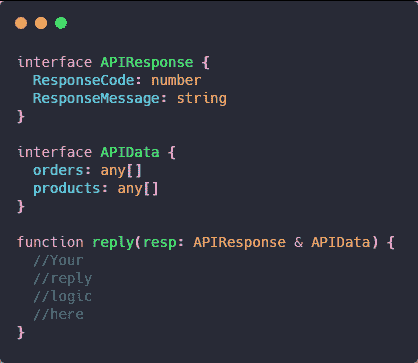 interface APIResponse {
  ResponseCode: number
  ResponseMessage: string
}

interface APIData {
  orders: any[]
  products: any[]
}

function reply(resp: APIResponse & APIData) {
  //Your
  //reply
  //logic
  //here
}